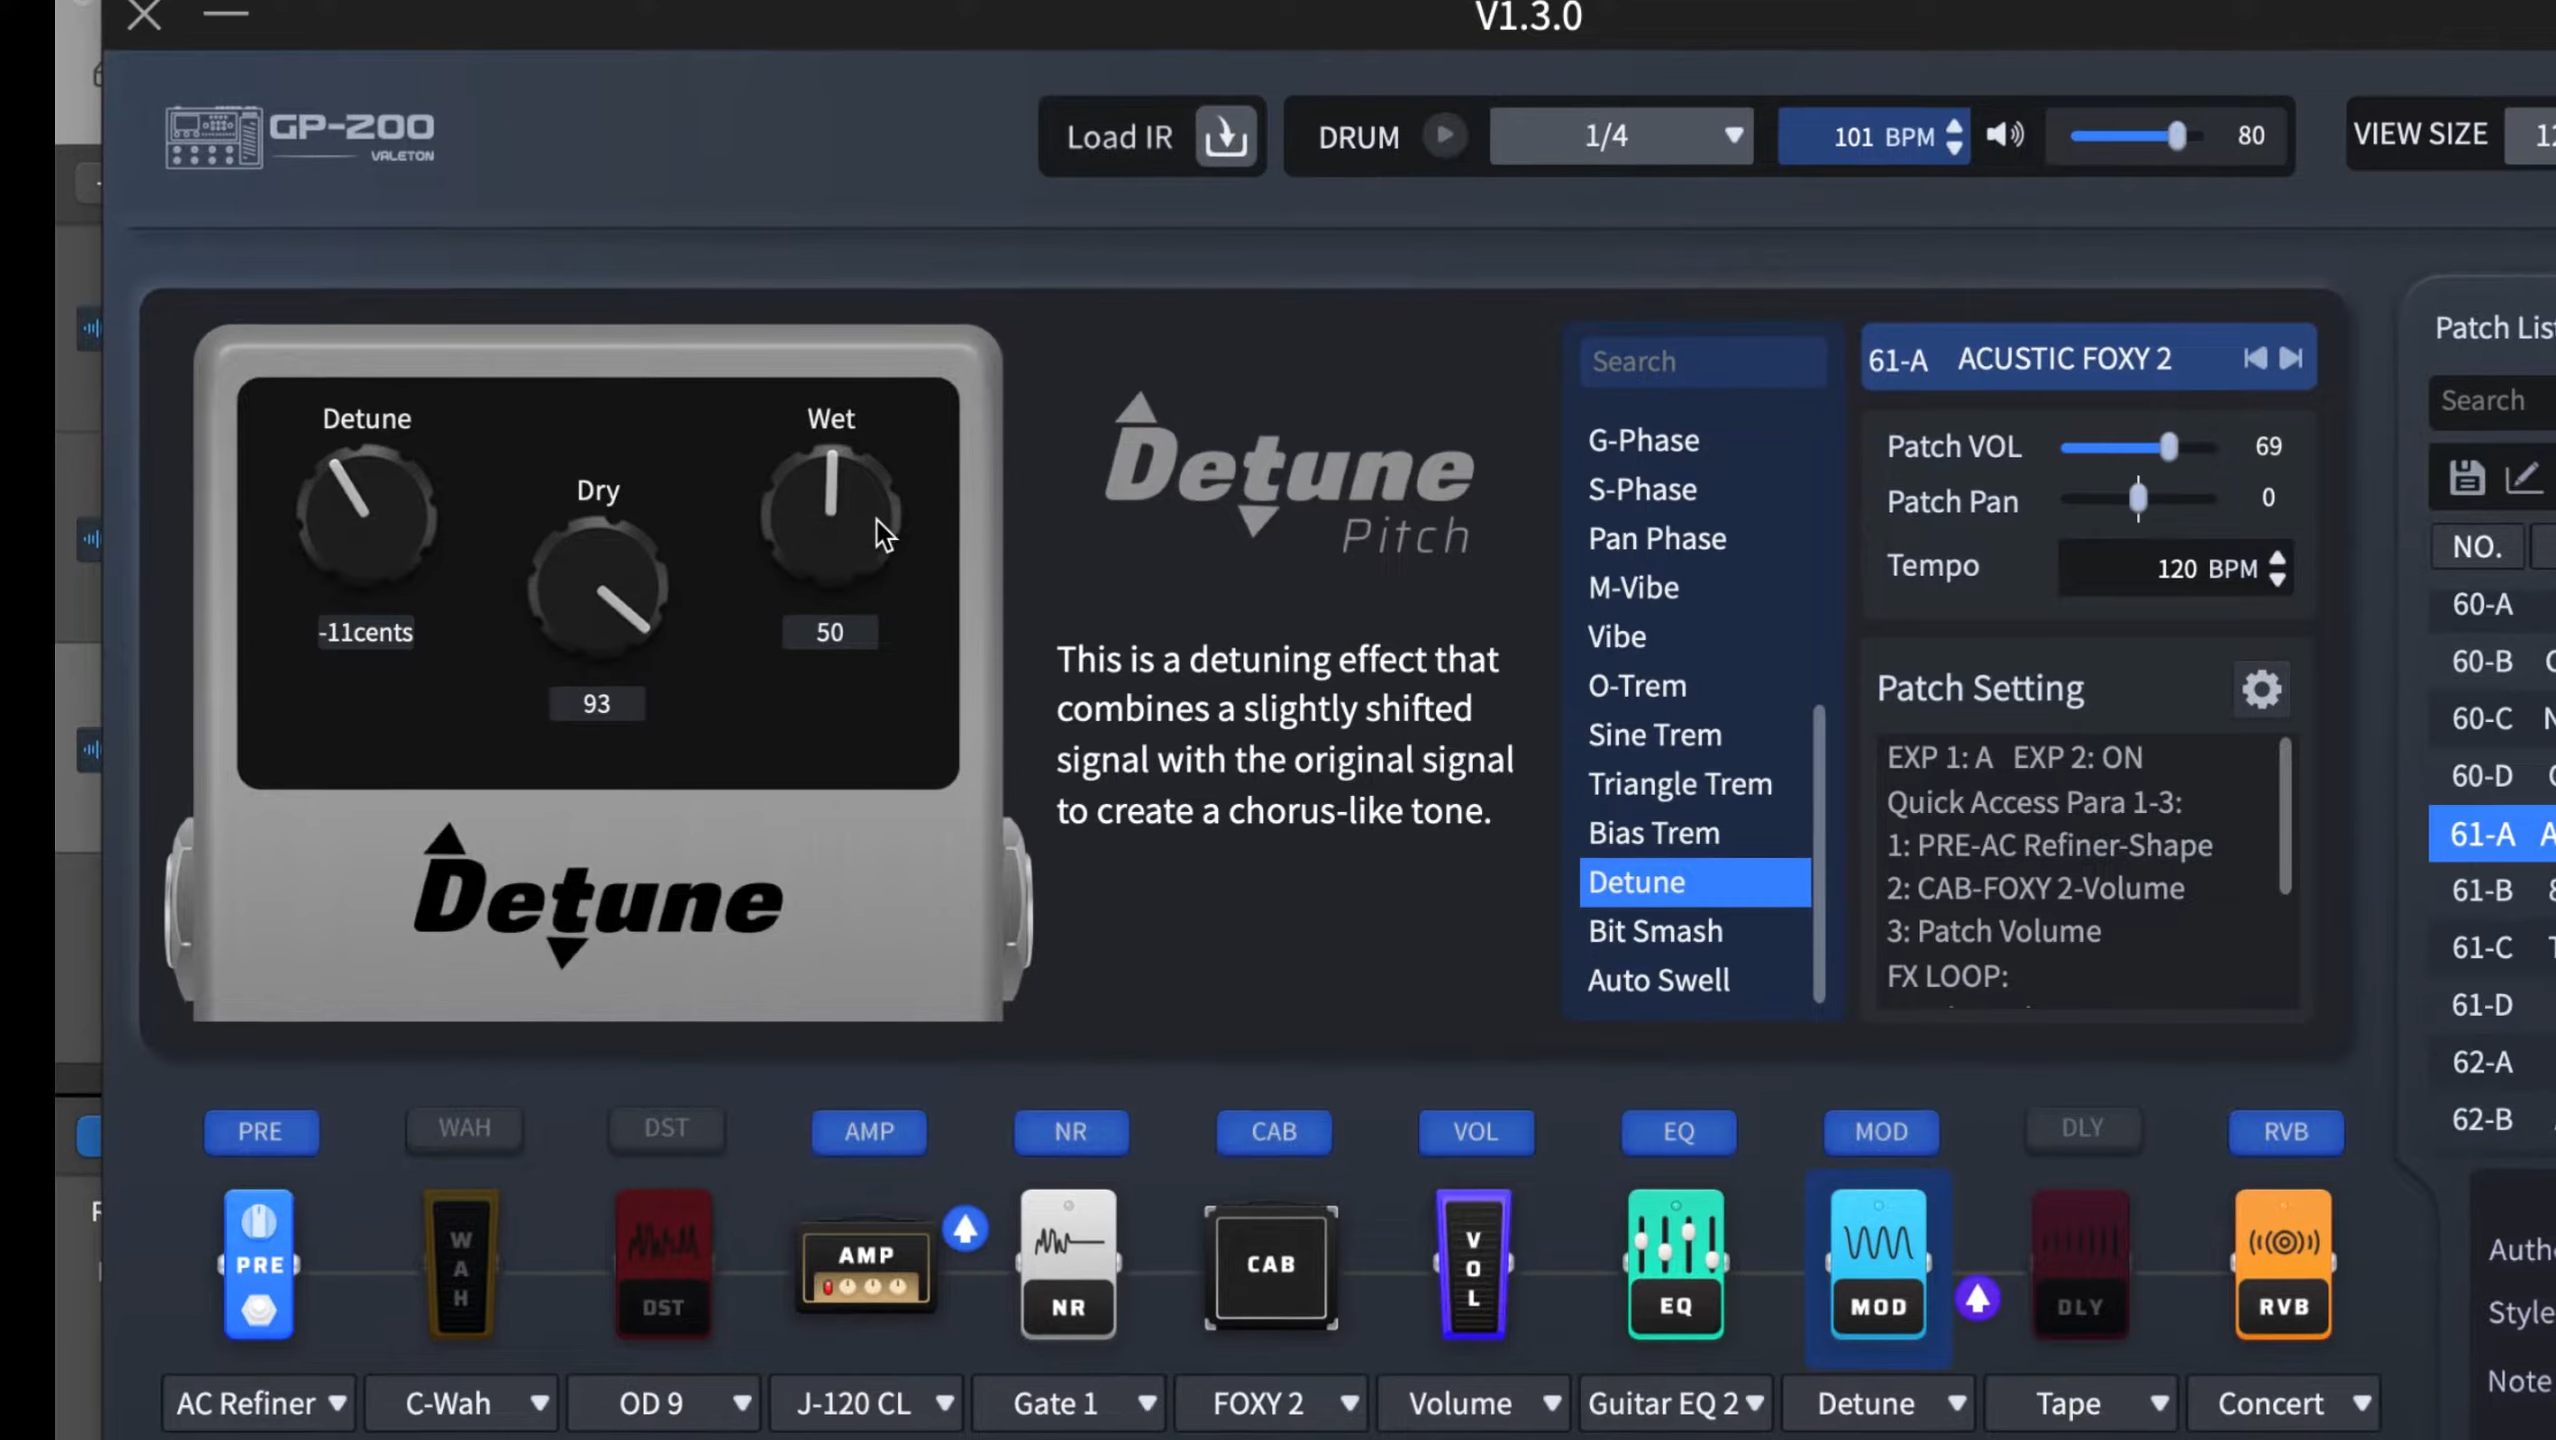 V1.3.0
GP-200
VALETON
Load IR
DRUM
1/4
101 BPM
80
VIEW SIZE
Detune
Wet
Dry
-11cents
50
93
Detune
Detune
Pitch
This is a detuning effect that
combines a slightly shifted
signal with the original signal
to create a chorus-like tone.
Search
G-Phase
S-Phase
Pan Phase
M-Vibe
Vibe
O-Trem
Sine Trem
Triangle Trem
Bias Trem
Detune
Bit Smash
Auto Swell
61-A ACUSTIC FOXY 2
Patch VOL 69
Patch Pan 0
Tempo 120 BPM
Patch Setting
EXP 1: A EXP 2: ON
Quick Access Para 1-3:
1: PRE-AC Refiner-Shape
2: CAB-FOXY 2-Volume
3: Patch Volume
FX LOOP:
Patch Lis
Search
NO.
60-A
60-B
60-C
60-D
61-A
61-B
61-C
61-D
62-A
62-B
Auth
Style
Note
PRE WAH DST AMP NR CAB VOL EQ MOD DLY RVB
PRE WAH DST AMP NR CAB VOL EQ MOD DLY RVB
AC Refiner C-Wah OD 9 J-120 CL Gate 1 FOXY 2 Volume Guitar EQ 2 Detune Tape Concert